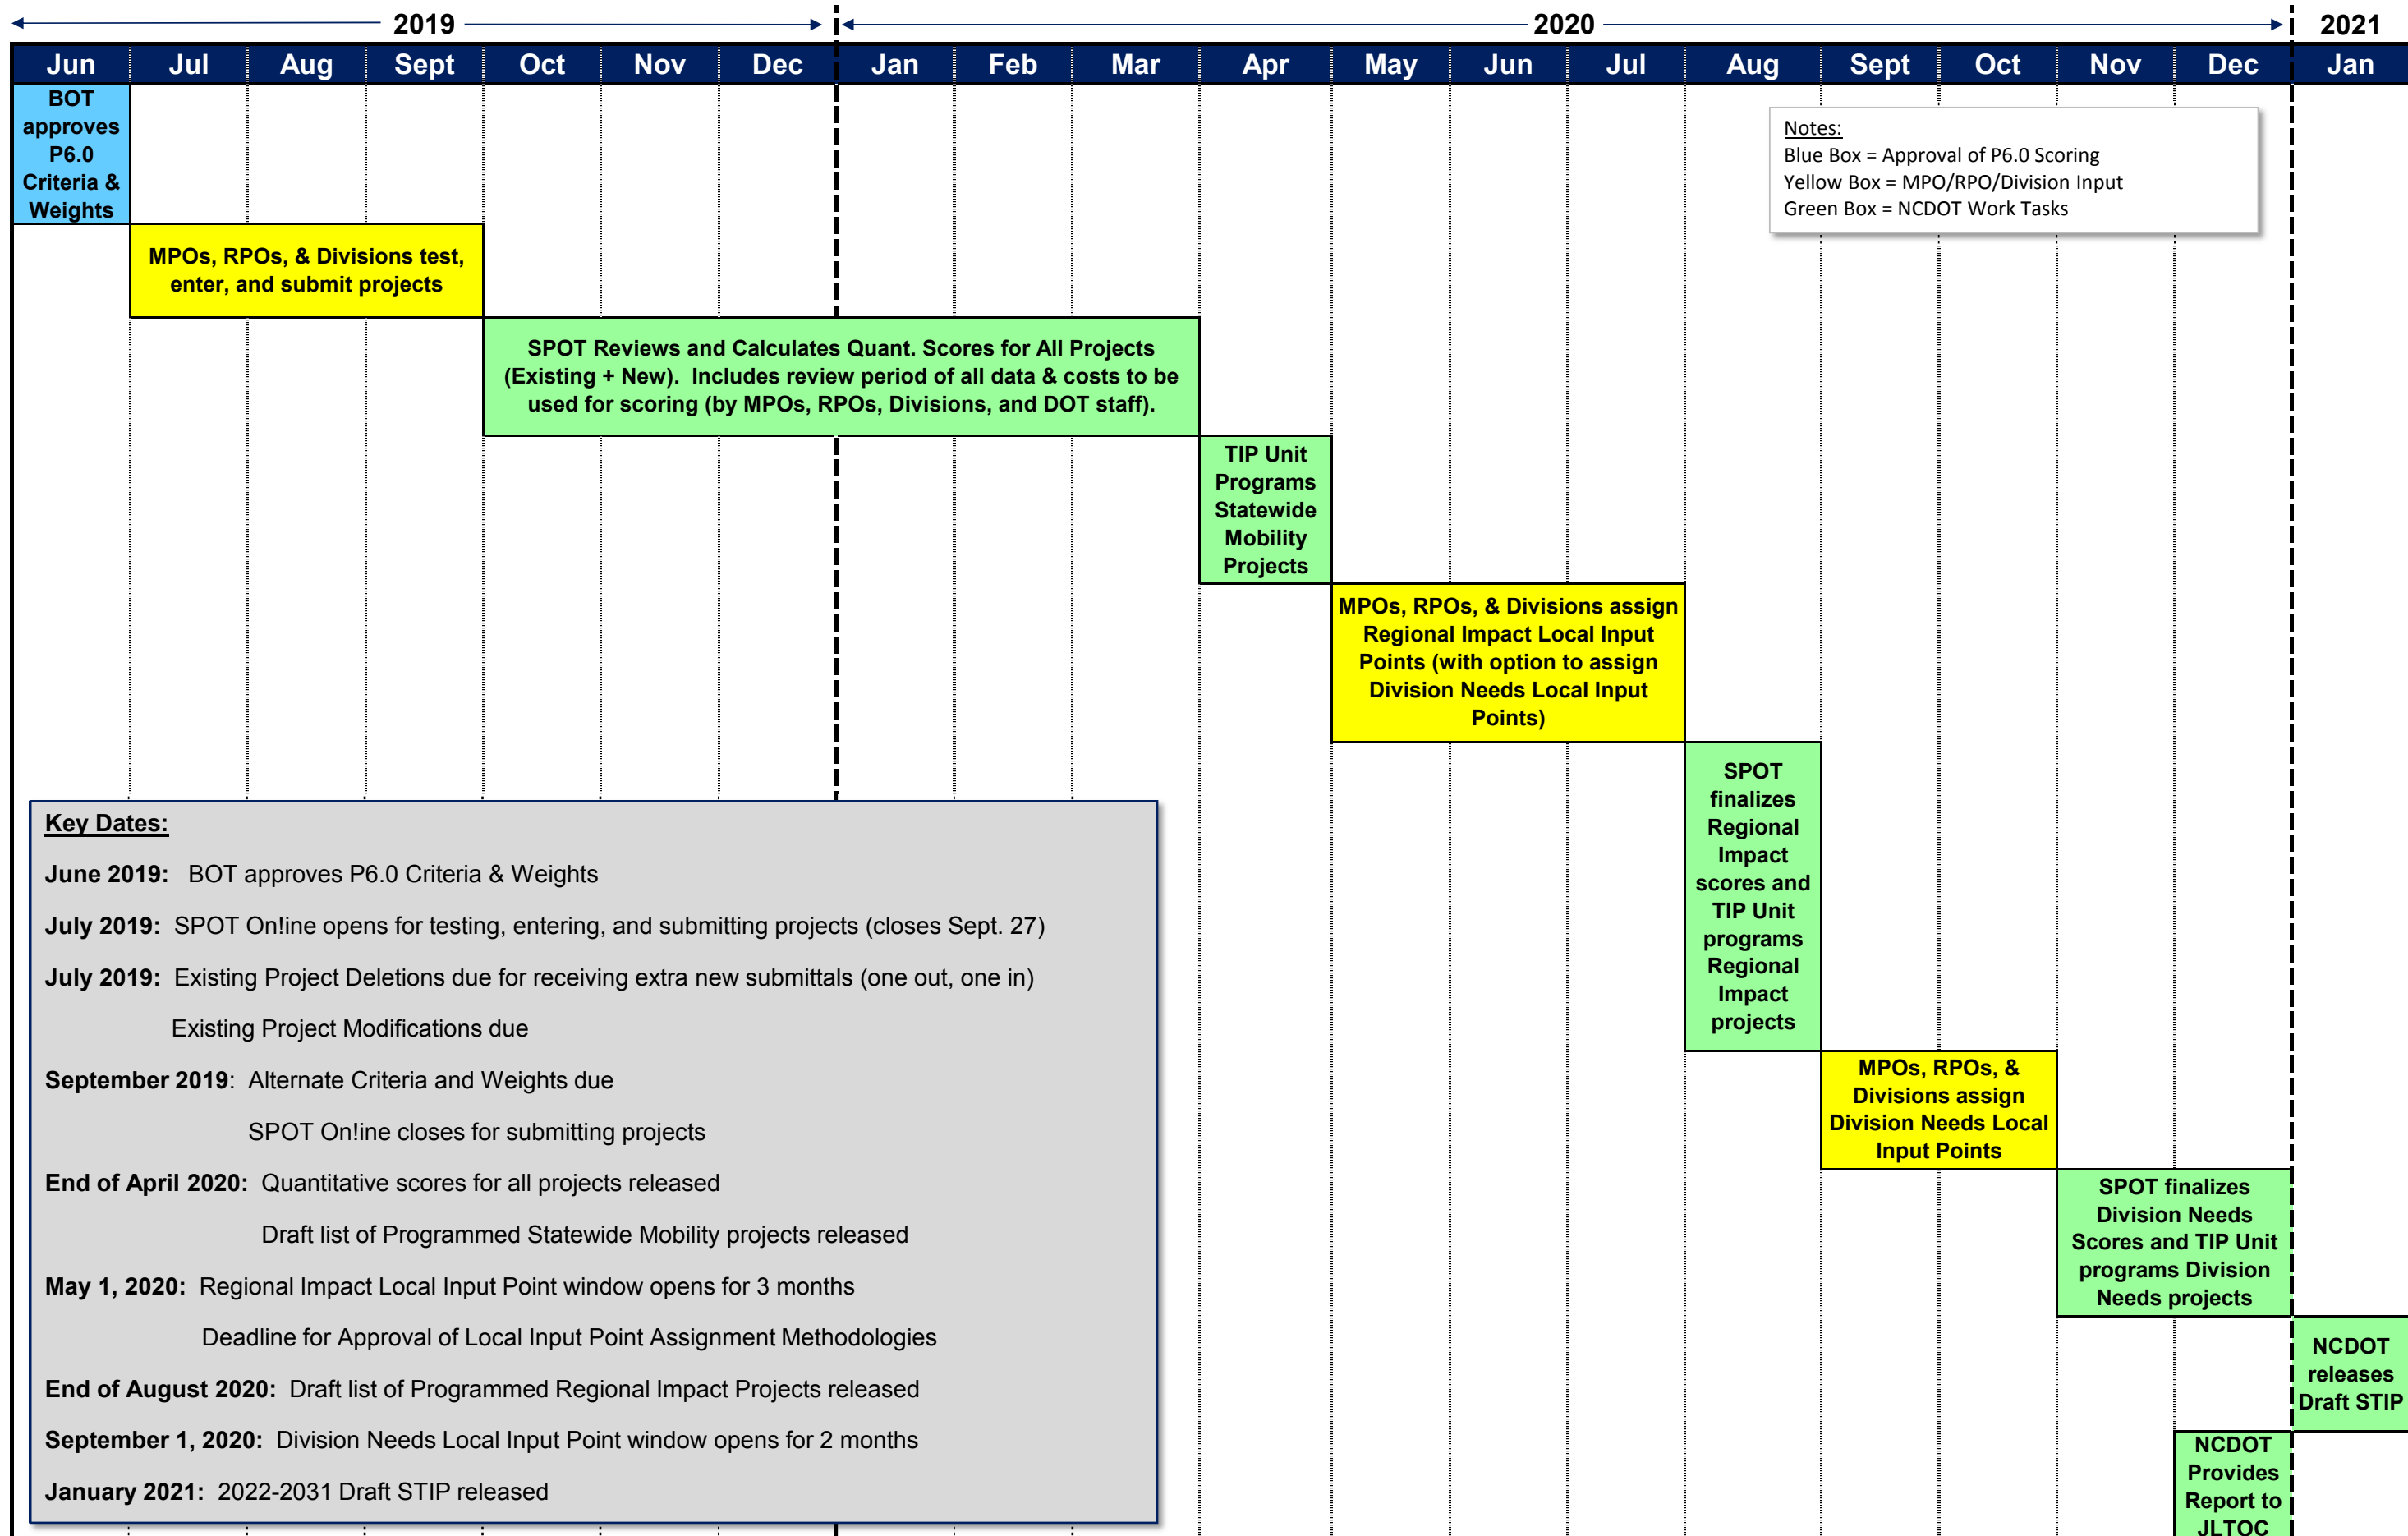 2019
2020
2021
Jun Jul Aug Sept Oct Nov Dec Jan Feb Mar Apr May Jun Jul Aug Sept Oct Nov Dec Jan
BOT
approves
P6.0
Criteria &
Weights
Notes:
Blue Box = Approval of P6.0 Scoring
Yellow Box = MPO/RPO/Division Input
Green Box = NCDOT Work Tasks
MPOs, RPOs, & Divisions test,
enter, and submit projects
SPOT Reviews and Calculates Quant. Scores for All Projects
(Existing + New).  Includes review period of all data & costs to be
used for scoring (by MPOs, RPOs, Divisions, and DOT staff).
TIP Unit
Programs
Statewide
Mobility
Projects
MPOs, RPOs, & Divisions assign
Regional Impact Local Input
Points (with option to assign
Division Needs Local Input
Points)
SPOT
finalizes
Regional
Impact
scores and
TIP Unit
programs
Regional
Impact
projects
MPOs, RPOs, &
Divisions assign
Division Needs Local
Input Points
SPOT finalizes
Division Needs
Scores and TIP Unit
programs Division
Needs projects
NCDOT
releases
Draft STIP
NCDOT
Provides
Report to
JLTOC
Key Dates:
June 2019: BOT approves P6.0 Criteria & Weights
July 2019: SPOT On!ine opens for testing, entering, and submitting projects (closes Sept. 27)
July 2019: Existing Project Deletions due for receiving extra new submittals (one out, one in)
Existing Project Modifications due
September 2019: Alternate Criteria and Weights due
SPOT On!ine closes for submitting projects
End of April 2020: Quantitative scores for all projects released
Draft list of Programmed Statewide Mobility projects released
May 1, 2020: Regional Impact Local Input Point window opens for 3 months
Deadline for Approval of Local Input Point Assignment Methodologies
End of August 2020: Draft list of Programmed Regional Impact Projects released
September 1, 2020: Division Needs Local Input Point window opens for 2 months
January 2021: 2022-2031 Draft STIP released